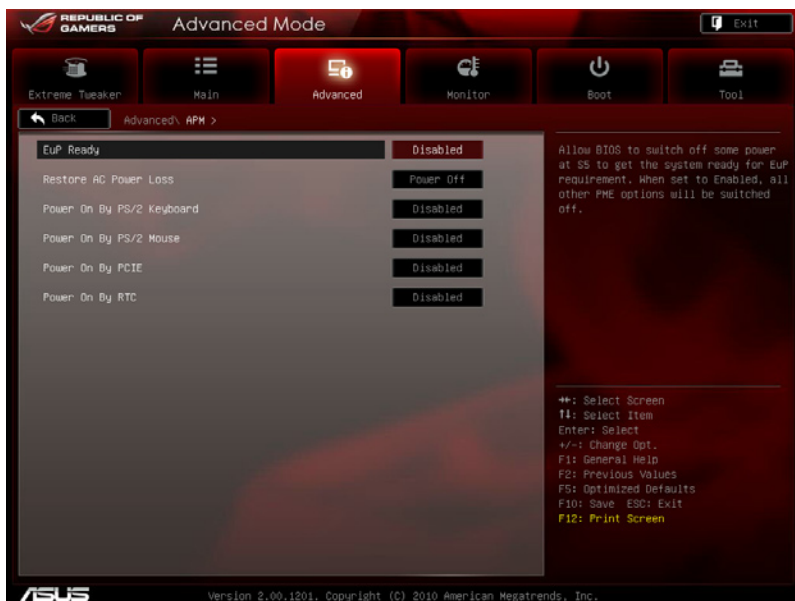 REPUBLIC OF
GAMERS
Advanced Mode
Exit
Extreme Tweaker
Main
Advanced
Monitor
Boot
Tool
Back
Advanced\ APM >
EuP Ready Disabled
Restore AC Power Loss Power Off
Power On By PS/2 Keyboard Disabled
Power On By PS/2 Mouse Disabled
Power On By PCIE Disabled
Power On By RTC Disabled
Allow BIOS to switch off some power
at S5 to get the system ready for EuP
requirement. When set to Enabled, all
other PME options will be switched
off.
→←: Select Screen
↑↓: Select Item
Enter: Select
+/-: Change Opt.
F1: General Help
F2: Previous Values
F5: Optimized Defaults
F10: Save ESC: Exit
F12: Print Screen
ASUS
Version 2.00.1201. Copyright (C) 2010 American Megatrends, Inc.